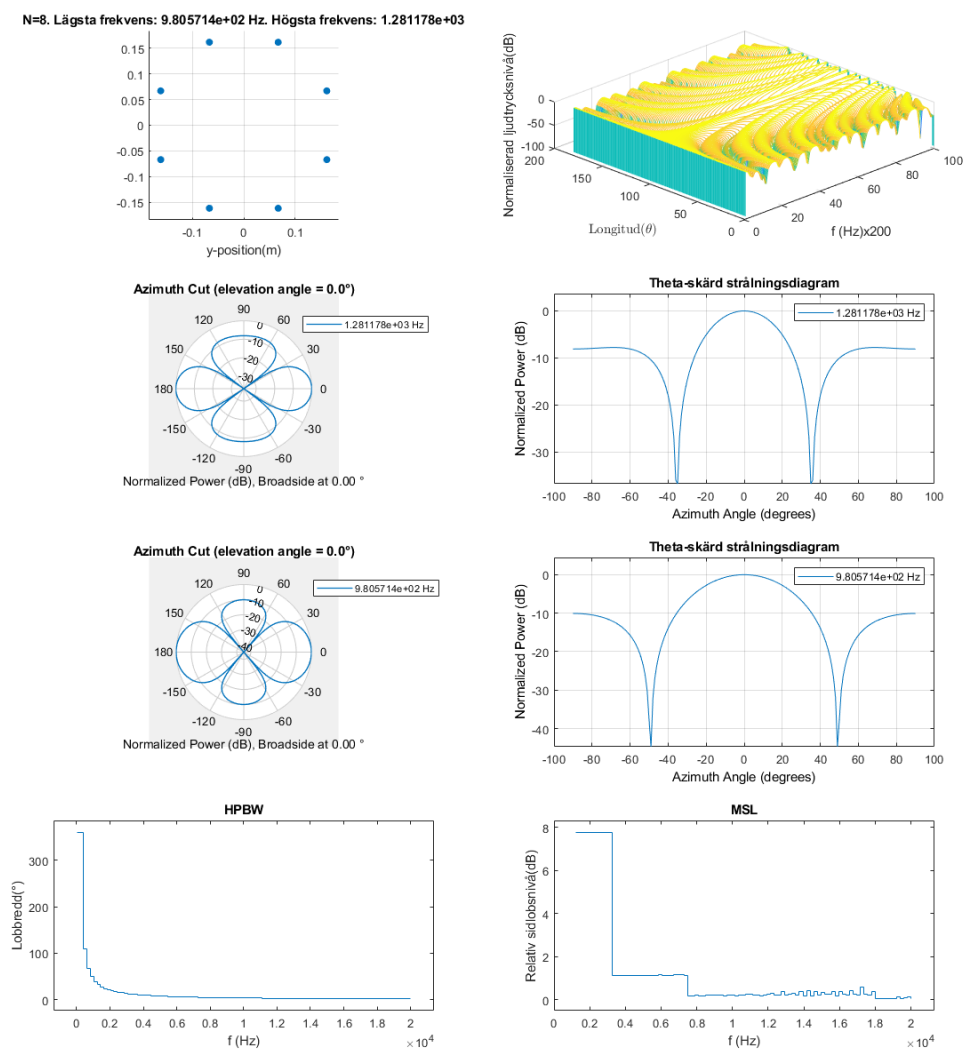 N=8. Lägsta frekvens: 9.805714e+02 Hz. Högsta frekvens: 1.281178e+03
0.15
0.1
0.05
0
-0.05
-0.1
-0.15
-0.1 0 0.1
y-position(m)
Normaliserad ljudtrycksnivå(dB)
0
-50
-100
200
150
100
50
0
Longitud(θ)
0
20
40
60
80
100
f (Hz)x200
Azimuth Cut (elevation angle = 0.0°)
90
120 60
150 30
180 0
-150 -30
-120 -60
-90
0
-10
-20
-30
1.281178e+03 Hz
Normalized Power (dB), Broadside at 0.00 °
Theta-skärd strålningsdiagram
1.281178e+03 Hz
Normalized Power (dB)
0
-10
-20
-30
-100 -80 -60 -40 -20 0 20 40 60 80 100
Azimuth Angle (degrees)
Azimuth Cut (elevation angle = 0.0°)
90
120 60
150 30
180 0
-150 -30
-120 -60
-90
0
-10
-20
-30
-40
9.805714e+02 Hz
Normalized Power (dB), Broadside at 0.00 °
Theta-skärd strålningsdiagram
9.805714e+02 Hz
Normalized Power (dB)
0
-10
-20
-30
-40
-100 -80 -60 -40 -20 0 20 40 60 80 100
Azimuth Angle (degrees)
HPBW
Lobbredd(°)
300
200
100
0
0 0.2 0.4 0.6 0.8 1 1.2 1.4 1.6 1.8 2
f (Hz)
× 10⁴
MSL
Relativ sidlobsnivå(dB)
8
6
4
2
0
0 0.2 0.4 0.6 0.8 1 1.2 1.4 1.6 1.8 2
f (Hz)
× 10⁴